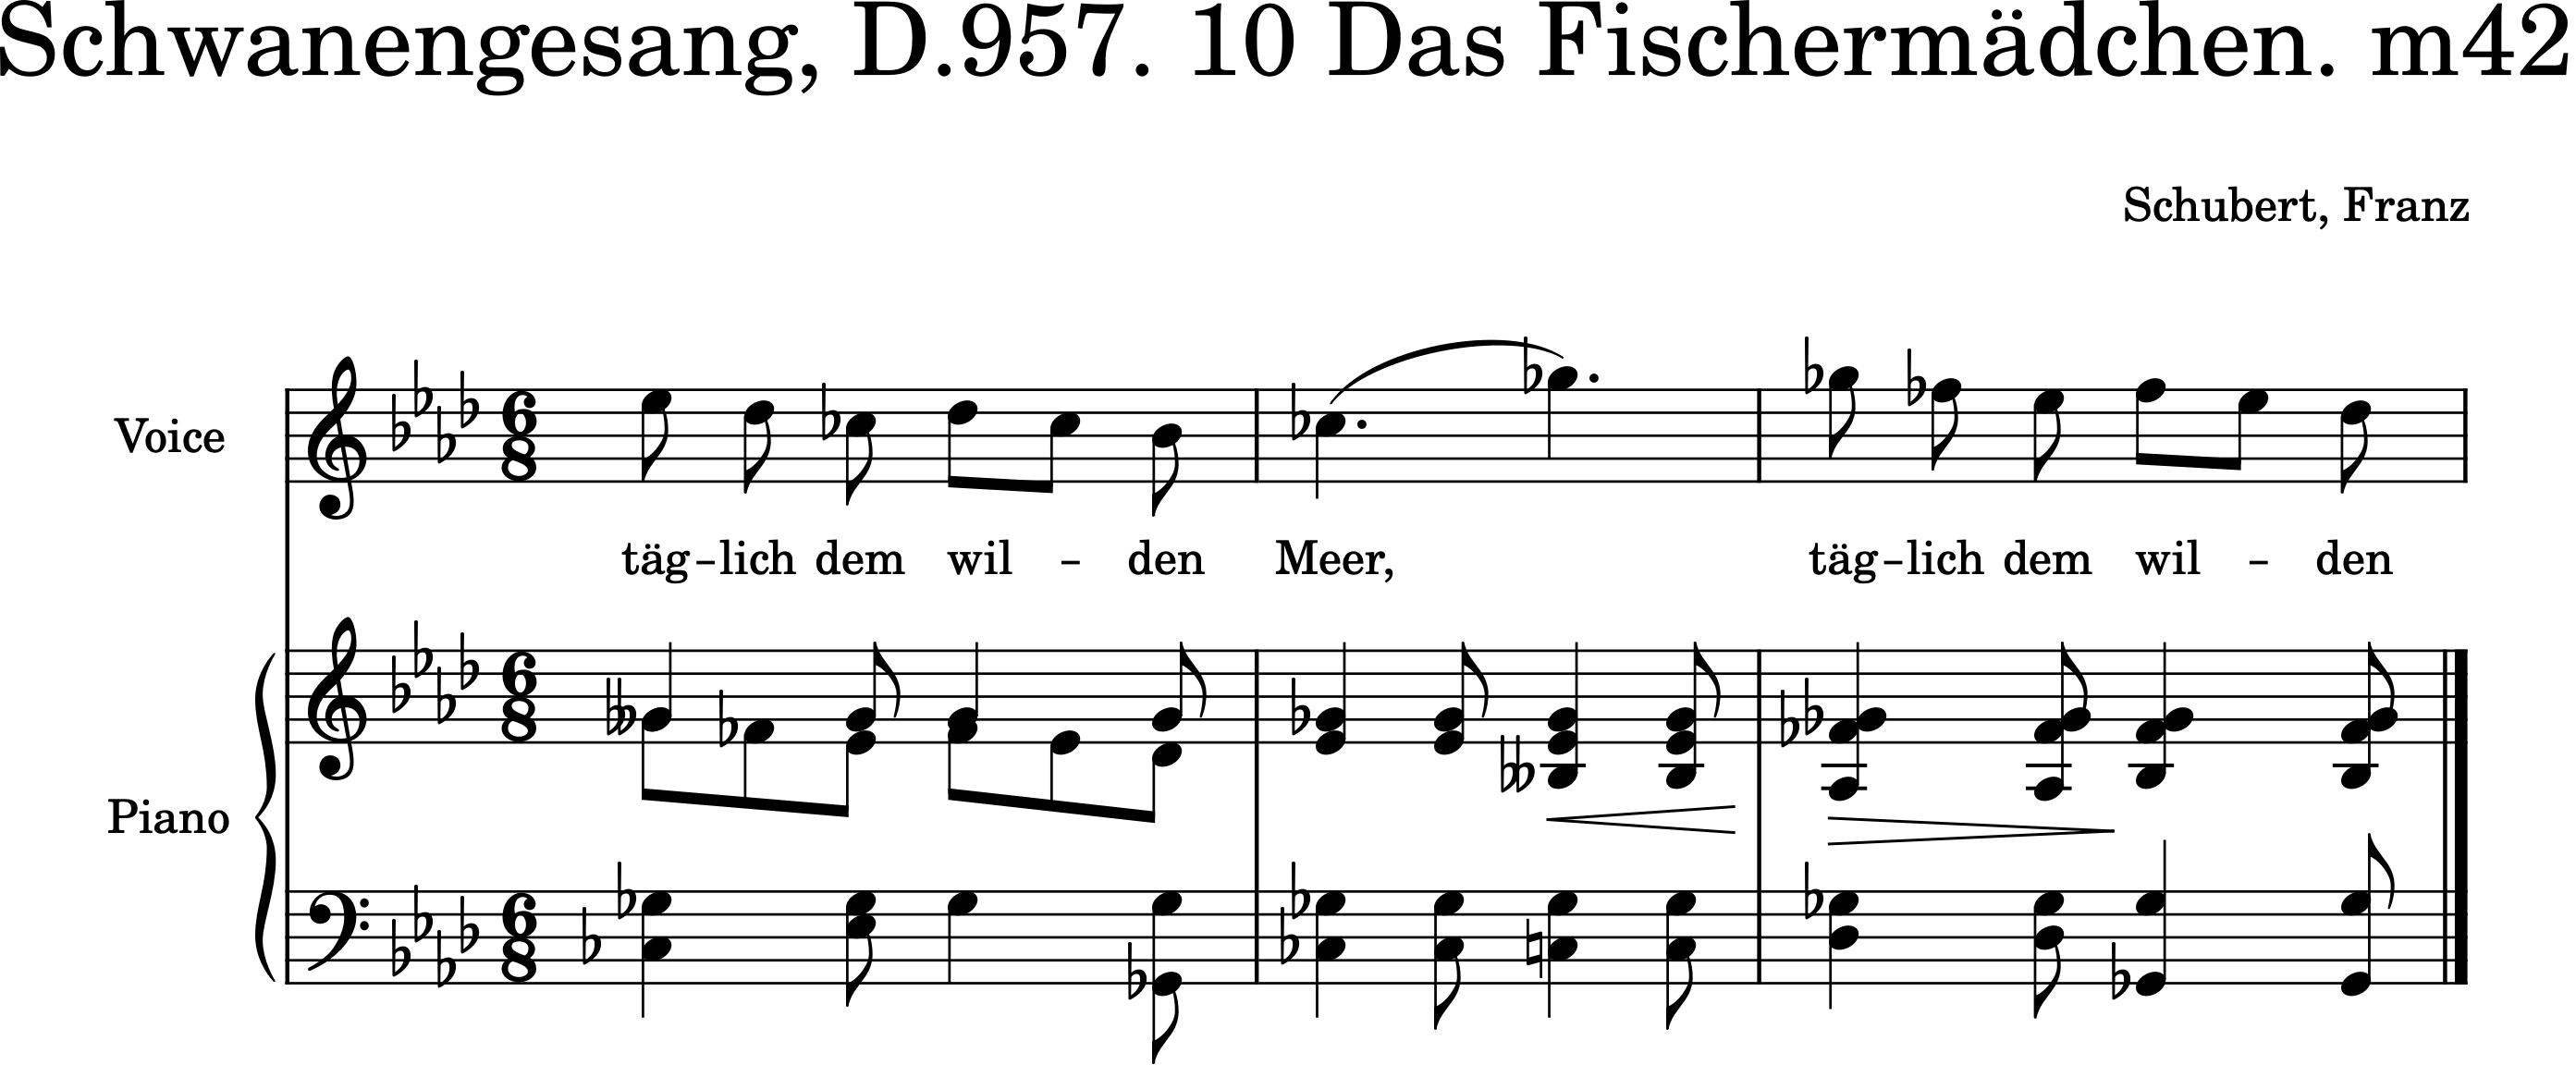 Schwanengesang, D.957. 10 Das Fischermädchen. m42
Schubert, Franz
Voice
täg-lich dem wil - den Meer, täg-lich dem wil - den
Piano